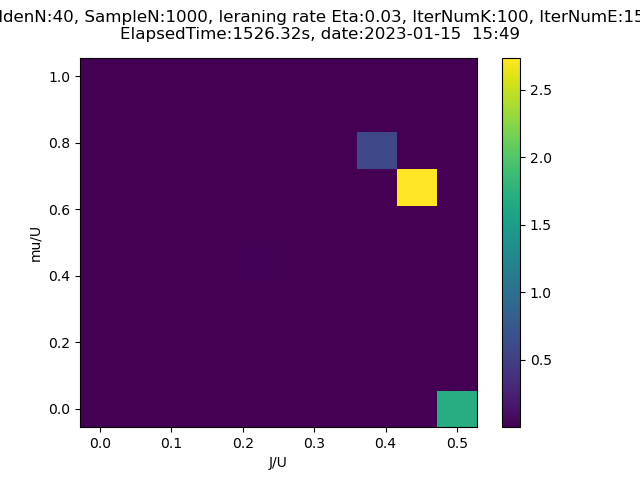 ldenN:40, SampleN:1000, leraning rate Eta:0.03, IterNumK:100, IterNumE:15
ElapsedTime:1526.32s, date:2023-01-15 15:49
1.0
0.8
0.6
0.4
0.2
0.0
mu/U
0.0 0.1 0.2 0.3 0.4 0.5
J/U
2.5
2.0
1.5
1.0
0.5